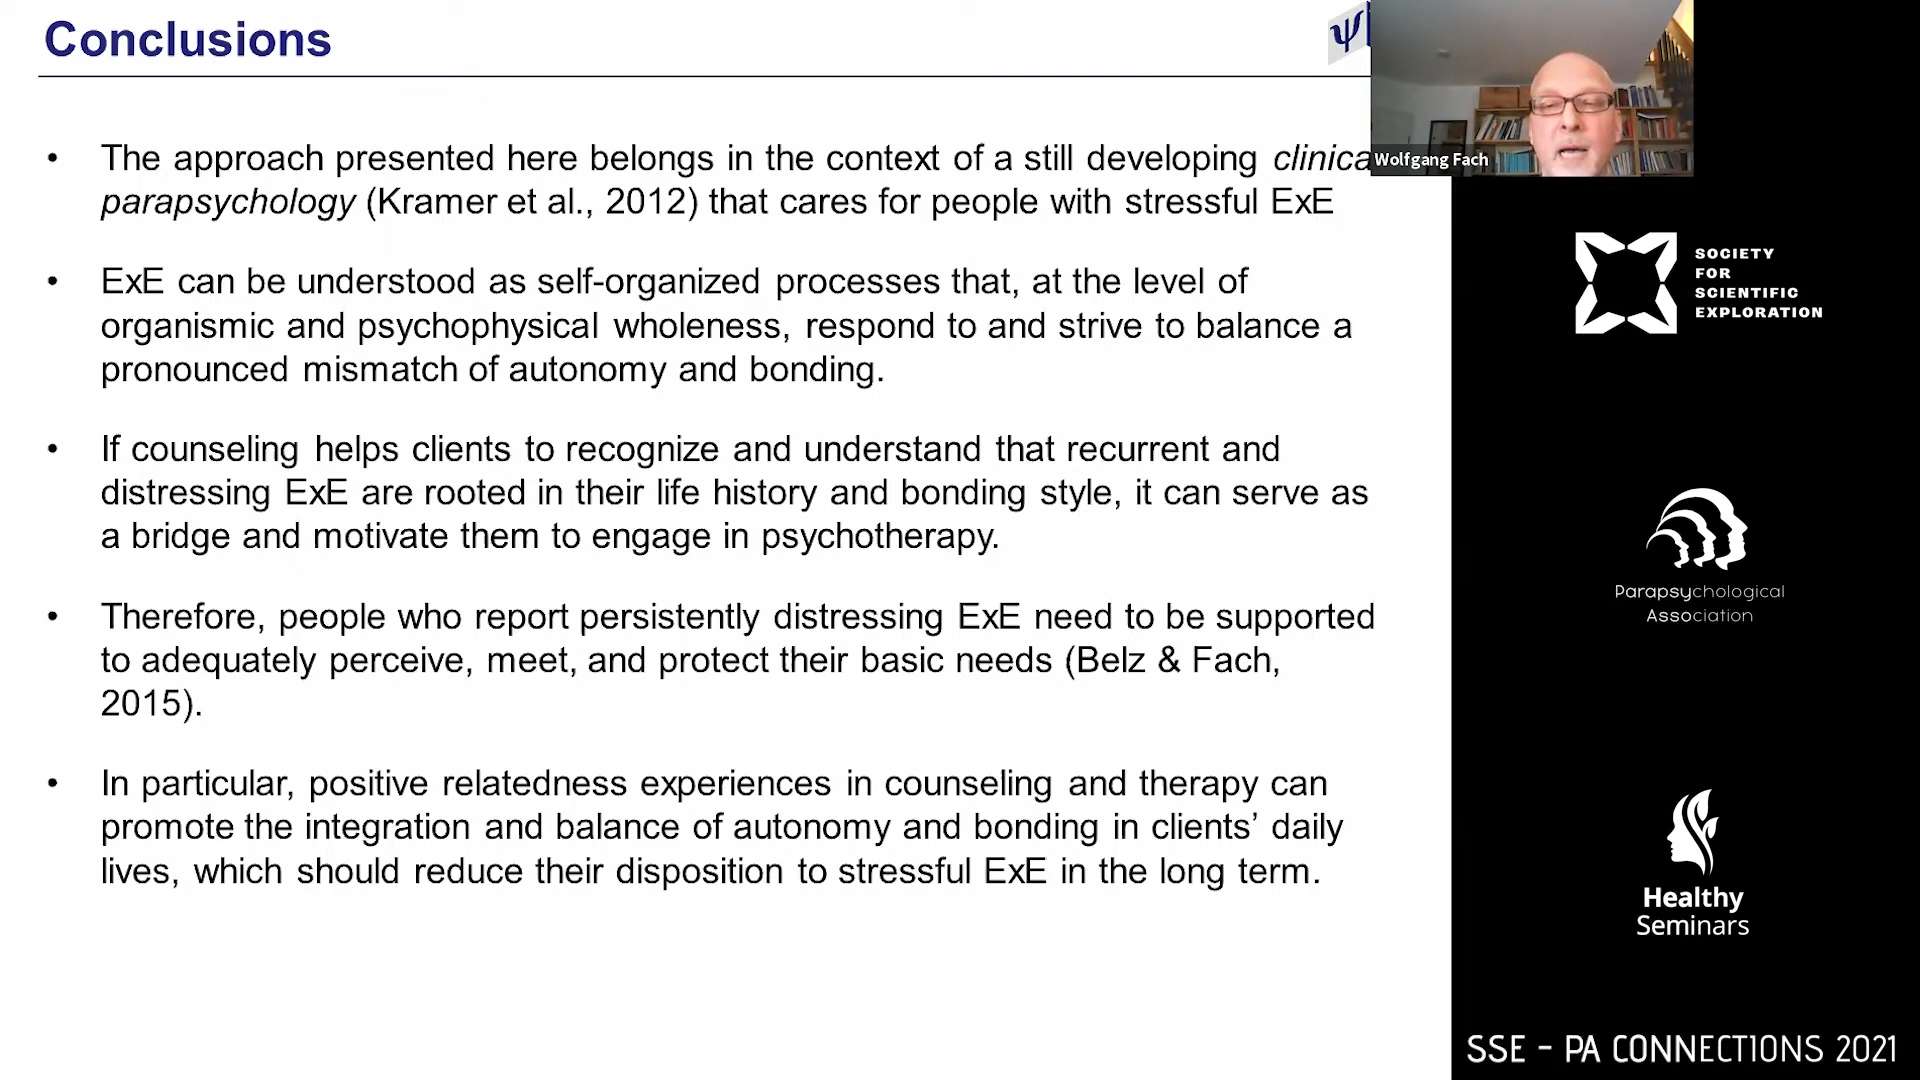 Conclusions
ψ
• The approach presented here belongs in the context of a still developing clinica
parapsychology (Kramer et al., 2012) that cares for people with stressful ExE
• ExE can be understood as self-organized processes that, at the level of
organismic and psychophysical wholeness, respond to and strive to balance a
pronounced mismatch of autonomy and bonding.
• If counseling helps clients to recognize and understand that recurrent and
distressing ExE are rooted in their life history and bonding style, it can serve as
a bridge and motivate them to engage in psychotherapy.
• Therefore, people who report persistently distressing ExE need to be supported
to adequately perceive, meet, and protect their basic needs (Belz & Fach,
2015).
• In particular, positive relatedness experiences in counseling and therapy can
promote the integration and balance of autonomy and bonding in clients’ daily
lives, which should reduce their disposition to stressful ExE in the long term.
Wolfgang Fach
SOCIETY
FOR
SCIENTIFIC
EXPLORATION
Parapsychological
Association
Healthy
Seminars
SSE - PA CONNECTIONS 2021